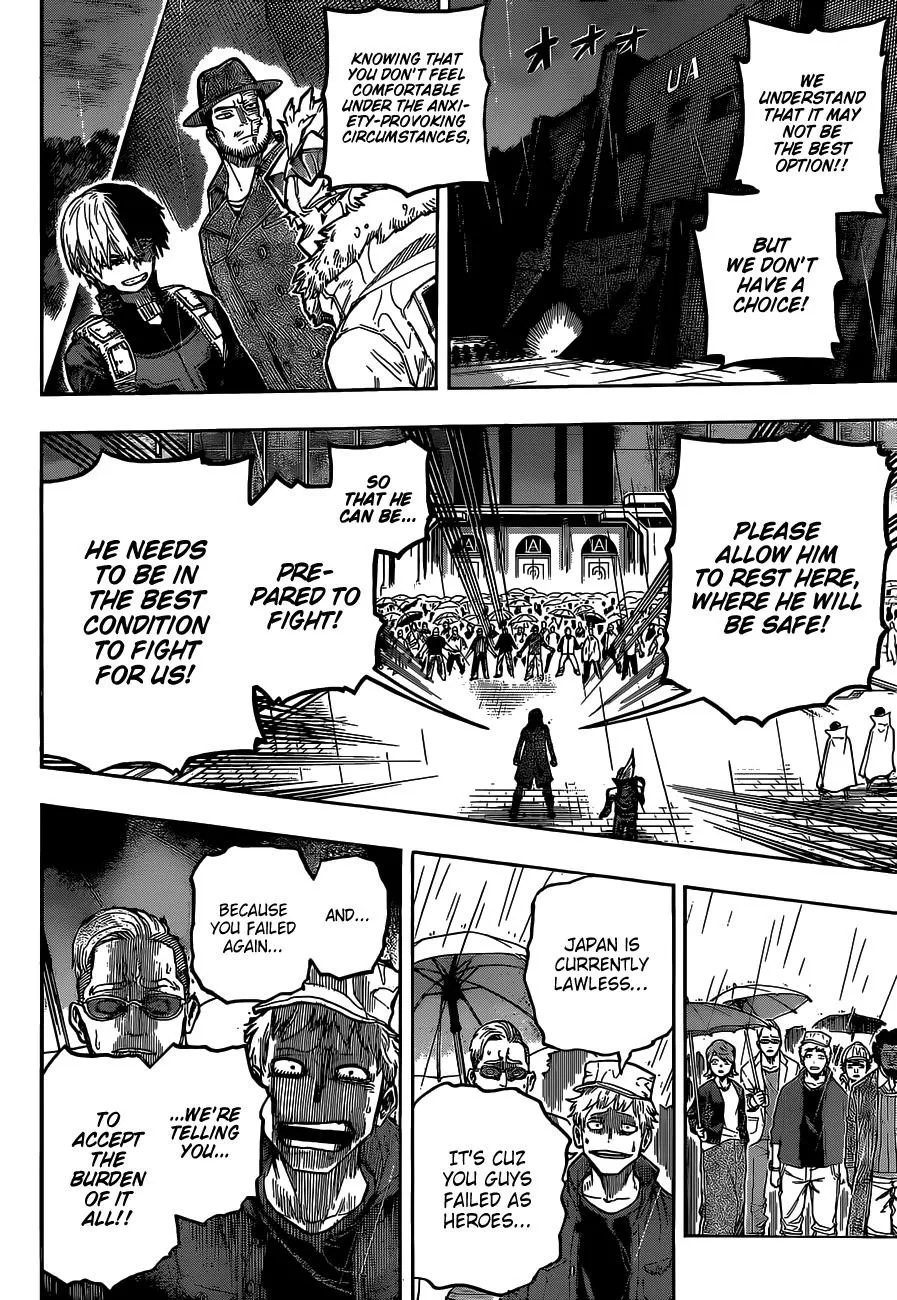 WE
UNDERSTAND
THAT IT MAY
NOT BE
THE BEST
OPTION!!
UA
オオオ
BUT
WE DON'T
HAVE A
CHOICE!
KNOWING THAT
YOU DON'T FEEL
COMFORTABLE
UNDER THE ANXI-
ETY-PROVOKING
CIRCUMSTANCES,
PLEASE
ALLOW HIM
TO REST HERE,
WHERE HE WILL
BE SAFE!
SO
THAT HE
CAN BE...
PRE-
PARED TO
FIGHT!
HE NEEDS
TO BE IN
THE BEST
CONDITION
TO FIGHT
FOR US!
JAPAN IS
CURRENTLY
LAWLESS...
IT'S CUZ
YOU GUYS
FAILED AS
HEROES...
AND...
BECAUSE
YOU FAILED
AGAIN...
...WE'RE
TELLING
YOU...
TO
ACCEPT
THE
BURDEN
OF IT
ALL!!